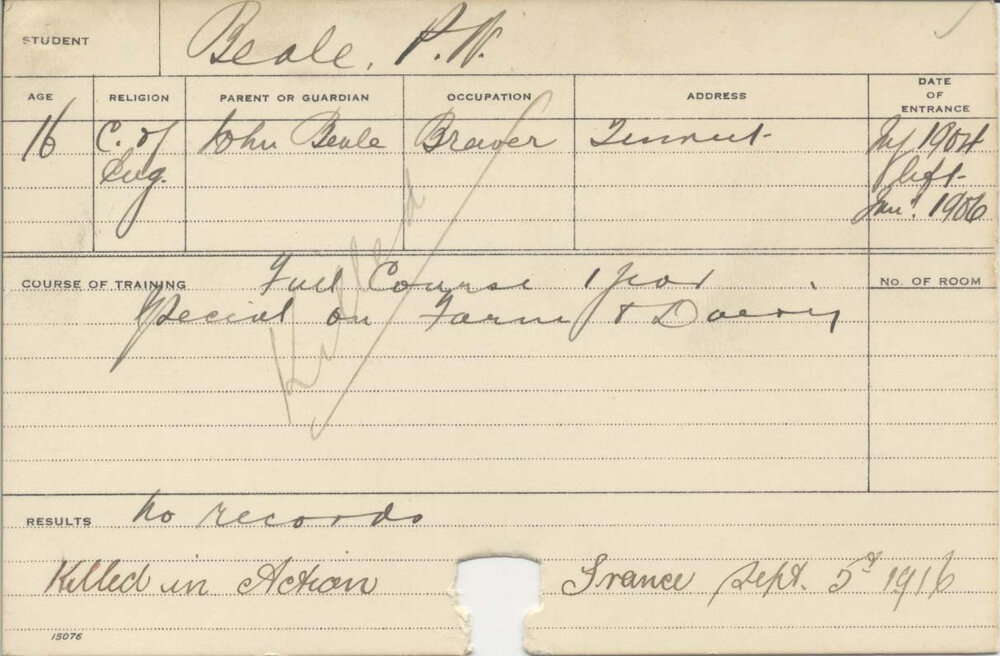 STUDENT Beale, P.W.
AGE RELIGION PARENT OR GUARDIAN OCCUPATION ADDRESS DATE OF ENTRANCE
16 C. of Eng. John Beale Brewer 1904
left
Jany. 1906
COURSE OF TRAINING Full Course 1 year
Special on Farm & Dairy
NO. OF ROOM
Killed
RESULTS No records
Killed in Action France Sept. 5th 1916
15076